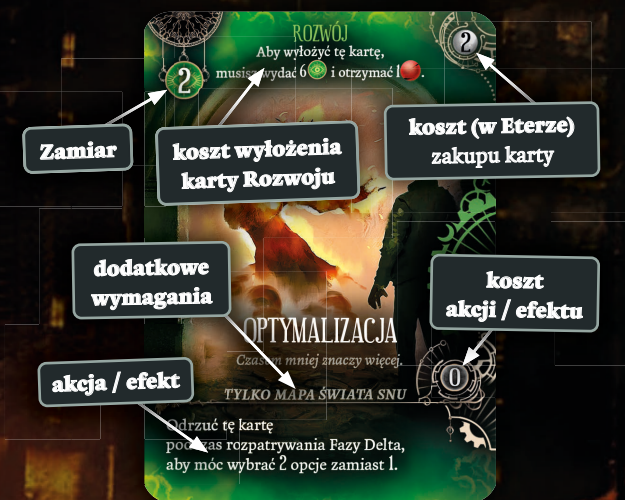 ROZWÓJ
2
2
Aby wyłożyć tę kartę,
musisz wydać 6 i otrzymać 1 .
Zamiar
koszt wyłożenia
karty Rozwoju
koszt (w Eterze)
zakupu karty
dodatkowe
wymagania
koszt
akcji / efektu
OPTYMALIZACJA
Czasem mniej znaczy więcej.
0
akcja / efekt
TYLKO MAPA ŚWIATA SNU
Odrzuć tę kartę
podczas rozpatrywania Fazy Delta,
aby móc wybrać 2 opcje zamiast 1.